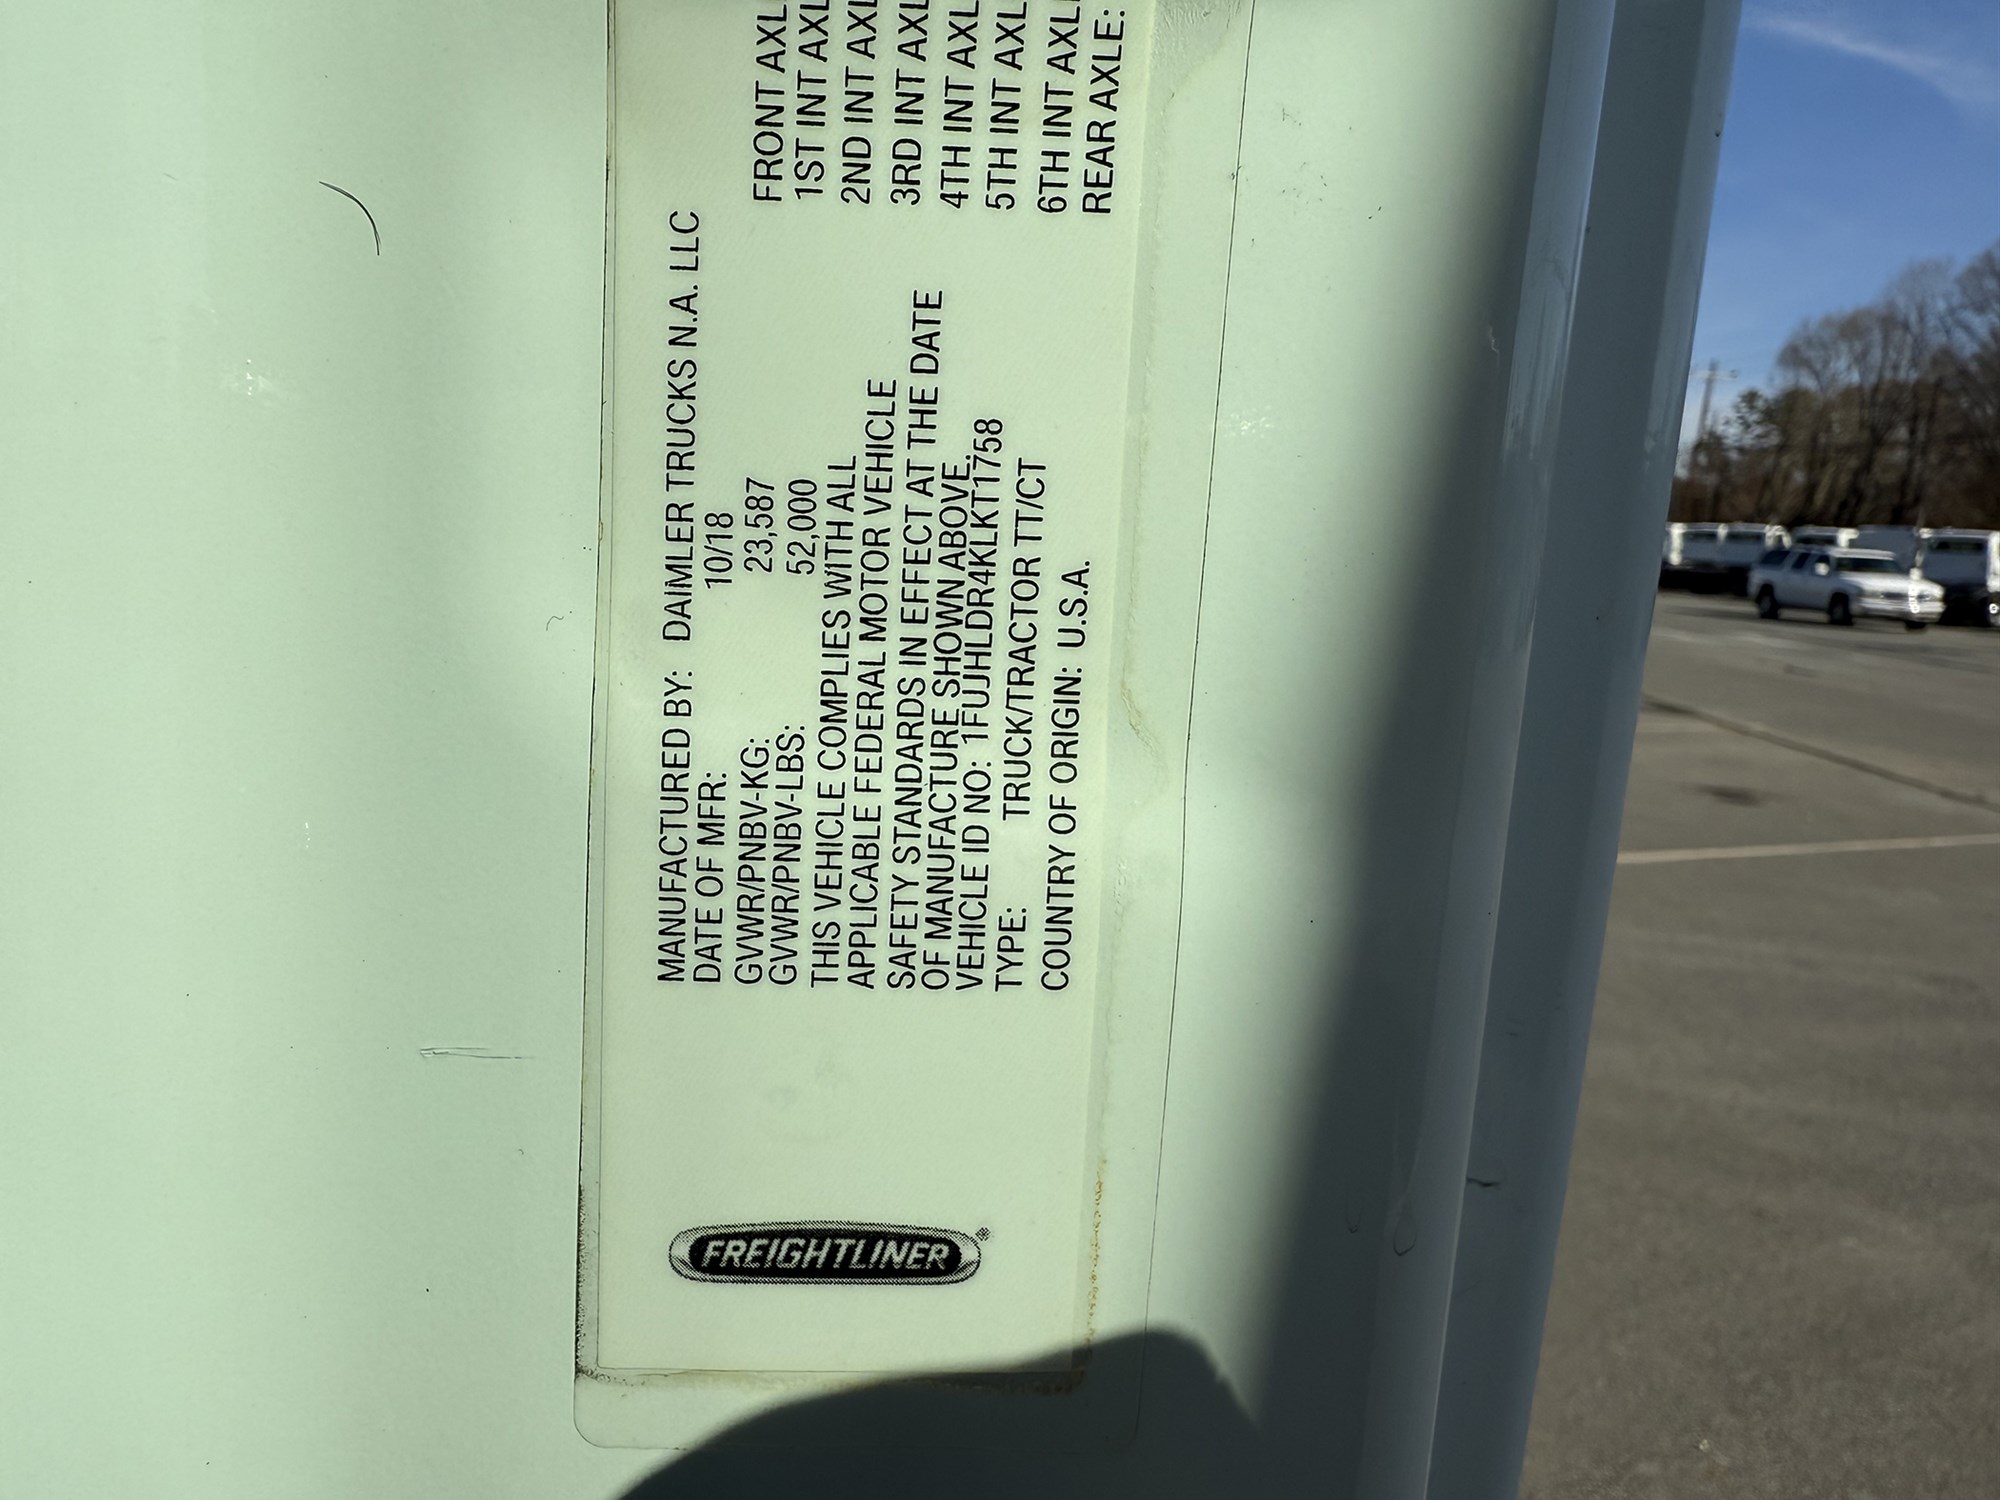 FREIGHTLINER®
MANUFACTURED BY: DAIMLER TRUCKS N.A. LLC
DATE OF MFR: 10/18
GVWR/PNBV-KG: 23,587
GVWR/PNBV-LBS: 52,000
THIS VEHICLE COMPLIES WITH ALL
APPLICABLE FEDERAL MOTOR VEHICLE
SAFETY STANDARDS IN EFFECT AT THE DATE
OF MANUFACTURE SHOWN ABOVE.
VEHICLE ID NO: 1FUJHLDR4KLKT1758
TYPE: TRUCK/TRACTOR TT/CT
COUNTRY OF ORIGIN: U.S.A.
FRONT AXL
1ST INT AXL
2ND INT AXL
3RD INT AXL
4TH INT AXL
5TH INT AXL
6TH INT AXL
REAR AXLE: